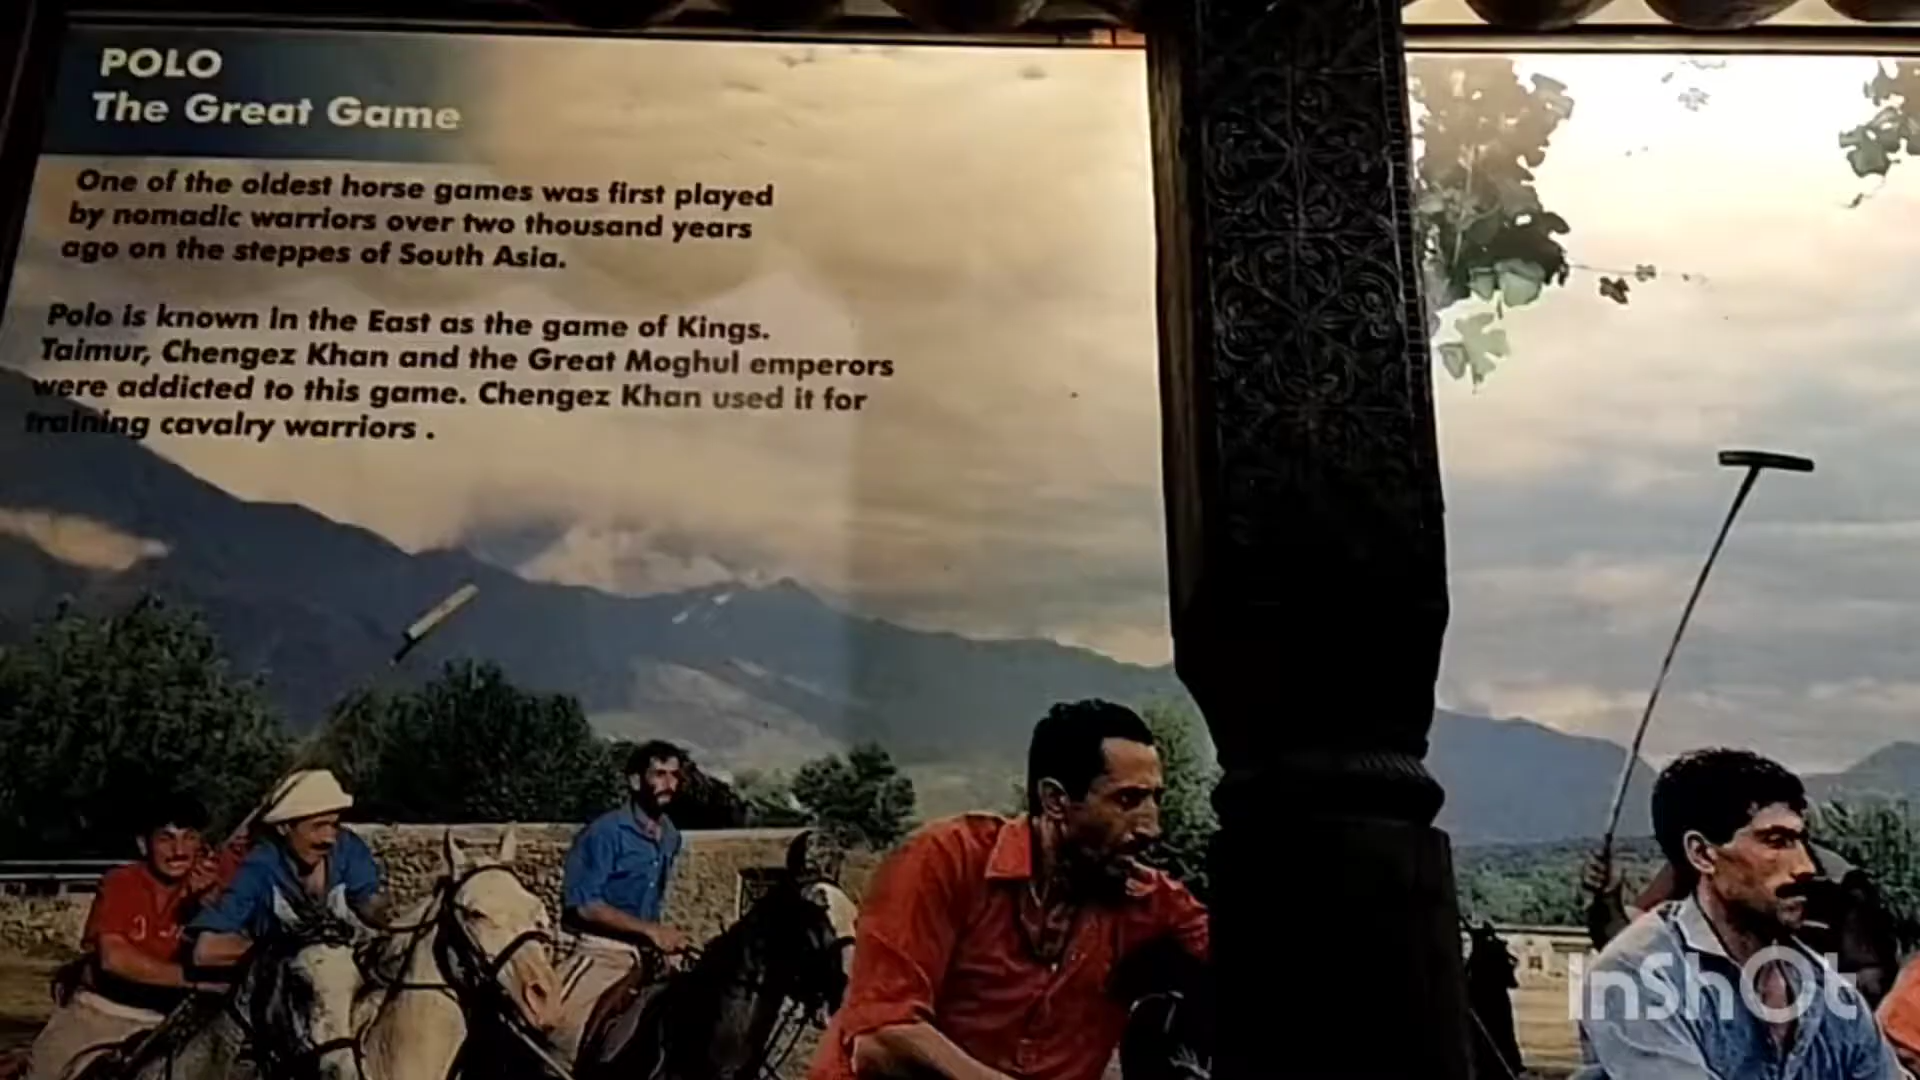 POLO
The Great Game
One of the oldest horse games was first played
by nomadic warriors over two thousand years
ago on the steppes of South Asia.
Polo is known in the East as the game of Kings.
Taimur, Chengez Khan and the Great Moghul emperors
were addicted to this game. Chengez Khan used it for
training cavalry warriors .
3
InShOt